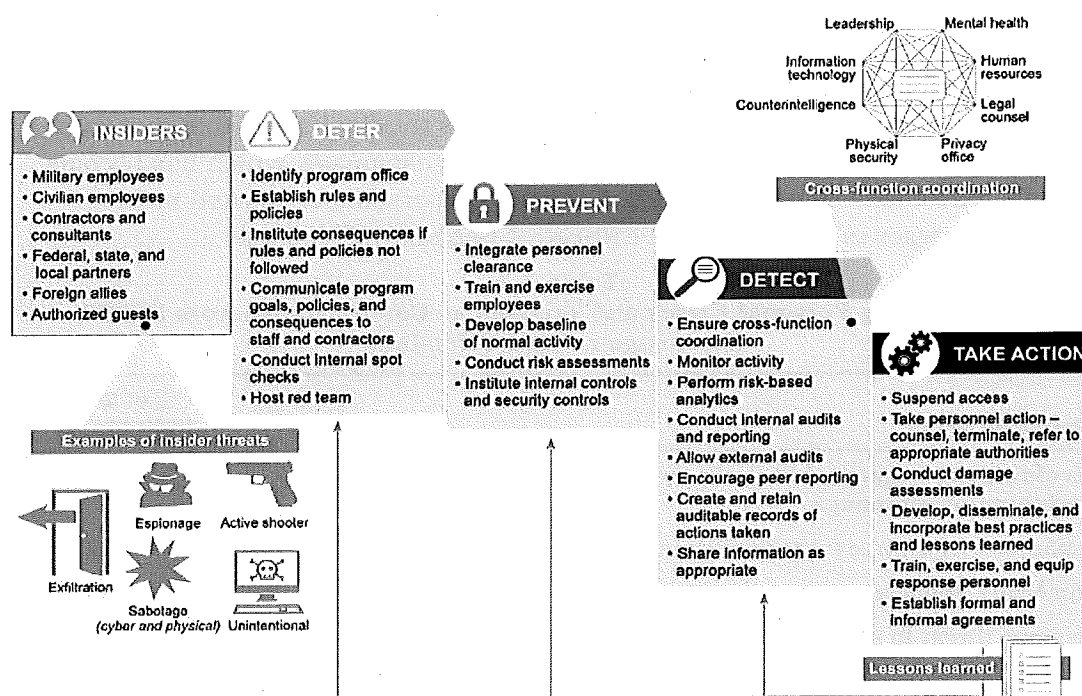 Leadership
Mental health
Information
technology
Human
resources
Counterintelligence
Legal
counsel
Physical
security
Privacy
office
Cross-function coordination
INSIDERS
• Military employees
• Civilian employees
• Contractors and
consultants
• Federal, state, and
local partners
• Foreign allies
• Authorized guests
Examples of insider threats
Exfiltration
Espionage
Active shooter
Sabotage
(cyber and physical)
Unintentional
DETER
• Identify program office
• Establish rules and
policies
• Institute consequences if
rules and policies not
followed
• Communicate program
goals, policies, and
consequences to
staff and contractors
• Conduct internal spot
checks
• Host red team
PREVENT
• Integrate personnel
clearance
• Train and exercise
employees
• Develop baseline
of normal activity
• Conduct risk assessments
• Institute internal controls
and security controls
DETECT
• Ensure cross-function
coordination
• Monitor activity
• Perform risk-based
analytics
• Conduct internal audits
and reporting
• Allow external audits
• Encourage peer reporting
• Create and retain
auditable records of
actions taken
• Share information as
appropriate
TAKE ACTION
• Suspend access
• Take personnel action –
counsel, terminate, refer to
appropriate authorities
• Conduct damage
assessments
• Develop, disseminate, and
incorporate best practices
and lessons learned
• Train, exercise, and equip
response personnel
• Establish formal and
informal agreements
Lessons learned